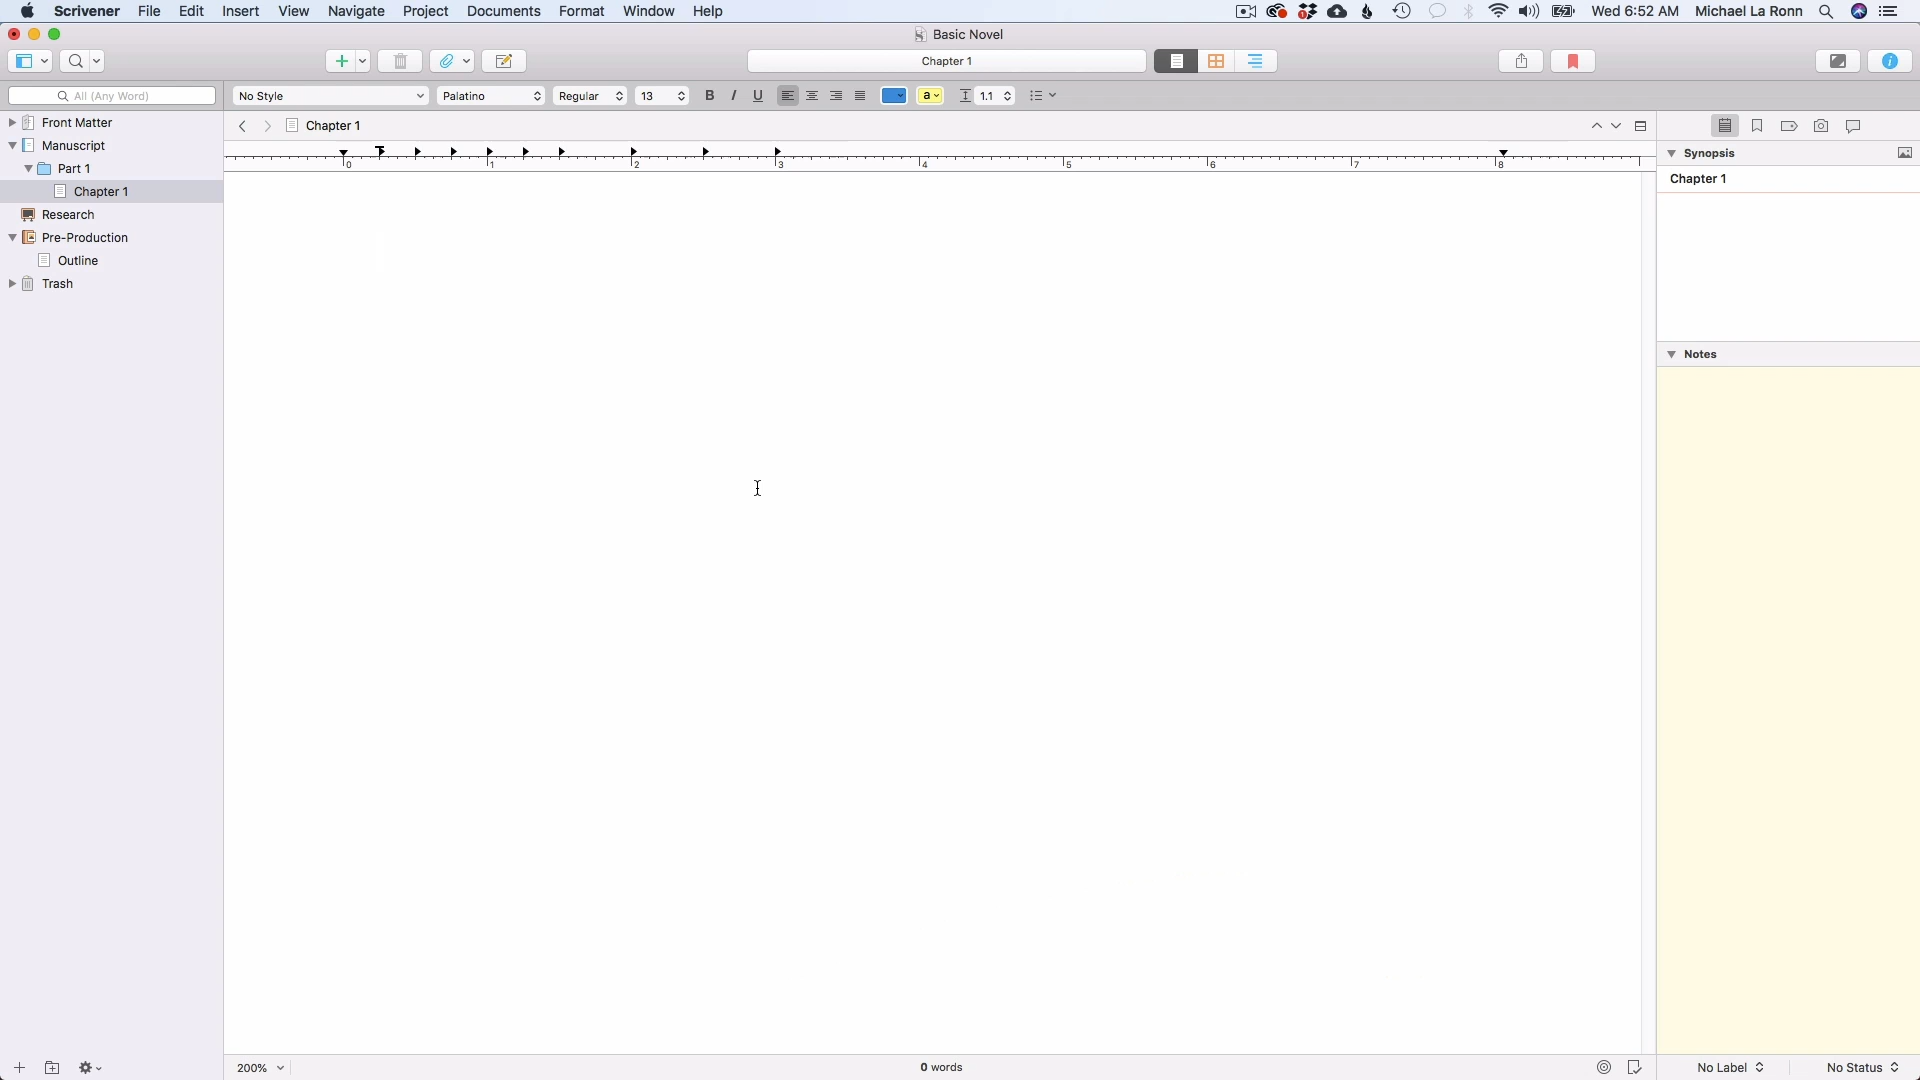 Scrivener File Edit Insert View Navigate Project Documents Format Window Help Wed 6:52 AM Michael La Ronn
Basic Novel
Chapter 1
All (Any Word) No Style Palatino Regular 13 B I U a 1.1
Front Matter
Manuscript
Part 1
Chapter 1
Research
Pre-Production
Outline
Trash
Chapter 1
0 1 2 3 4 5 6 7 8
Synopsis
Chapter 1
Notes
200% 0 words No Label No Status